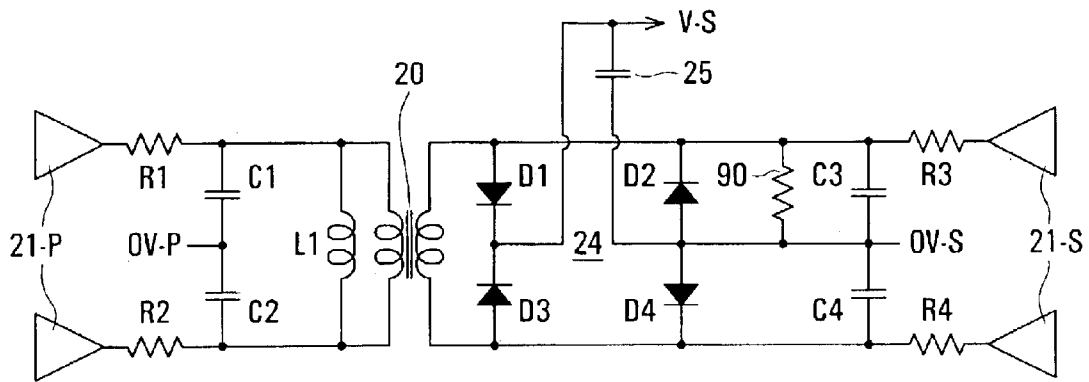 V-S
20
25
R1
C1
D1
D2
90
C3
R3
21-P
0V-P
L1
24
0V-S
21-S
R2
C2
D3
D4
C4
R4